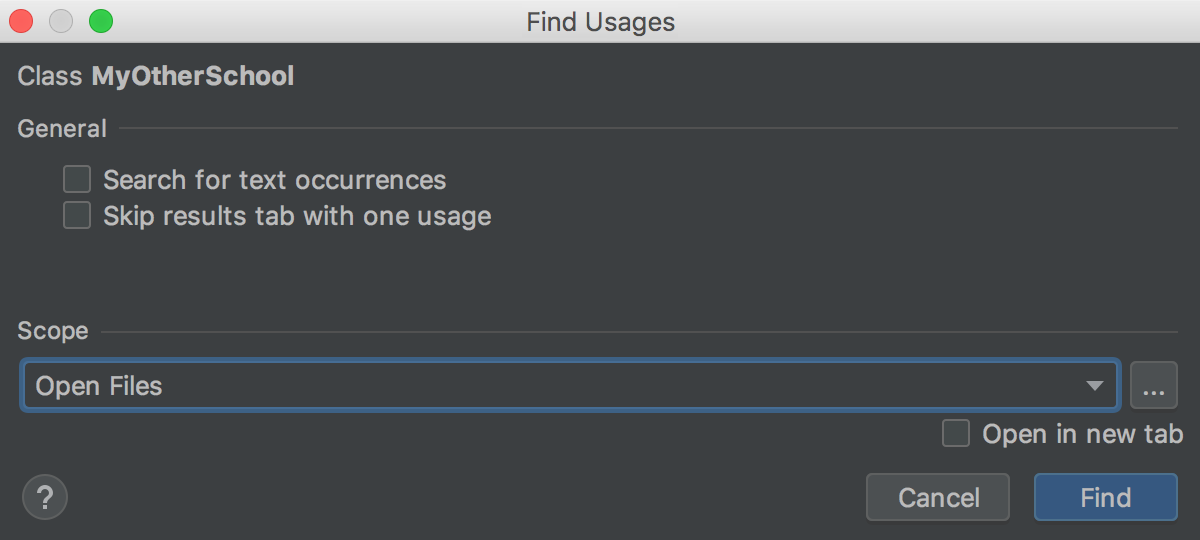 Find Usages
Class MyOtherSchool
General
Search for text occurrences
Skip results tab with one usage
Scope
Open Files
...
Open in new tab
?
Cancel
Find